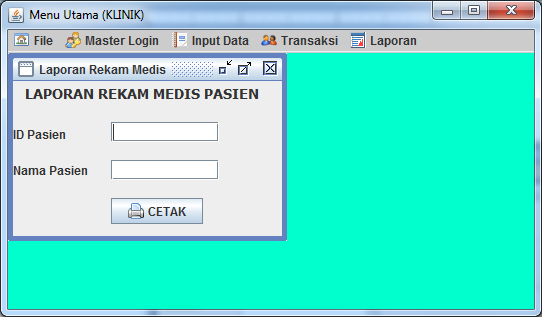 Menu Utama (KLINIK)
File Master Login Input Data Transaksi Laporan
Laporan Rekam Medis
LAPORAN REKAM MEDIS PASIEN
ID Pasien
Nama Pasien
CETAK